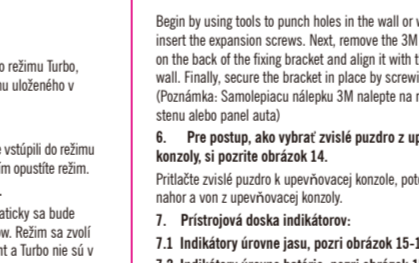 o režimu Turbo,
nu uloženého v
e vstúpili do režimu
ím opustíte režim.
aticky sa bude
ow. Režim sa zvolí
nt a Turbo nie sú v
Begin by using tools to punch holes in the wall or
insert the expansion screws. Next, remove the 3M
on the back of the fixing bracket and align it with
wall. Finally, secure the bracket in place by screwi
(Poznámka: Samolepiacu nálepku 3M nalepte na
stenu alebo panel auta)
6. Pre postup, ako vybrať zvislé puzdro z
konzoly, si pozrite obrázok 14.
Pritlačte zvislé puzdro k upevňovacej konzole,
nahor a von z upevňovacej konzoly.
7. Prístrojová doska indikátorov:
7.1 Indikátory úrovne jasu, pozri obrázok 15-1